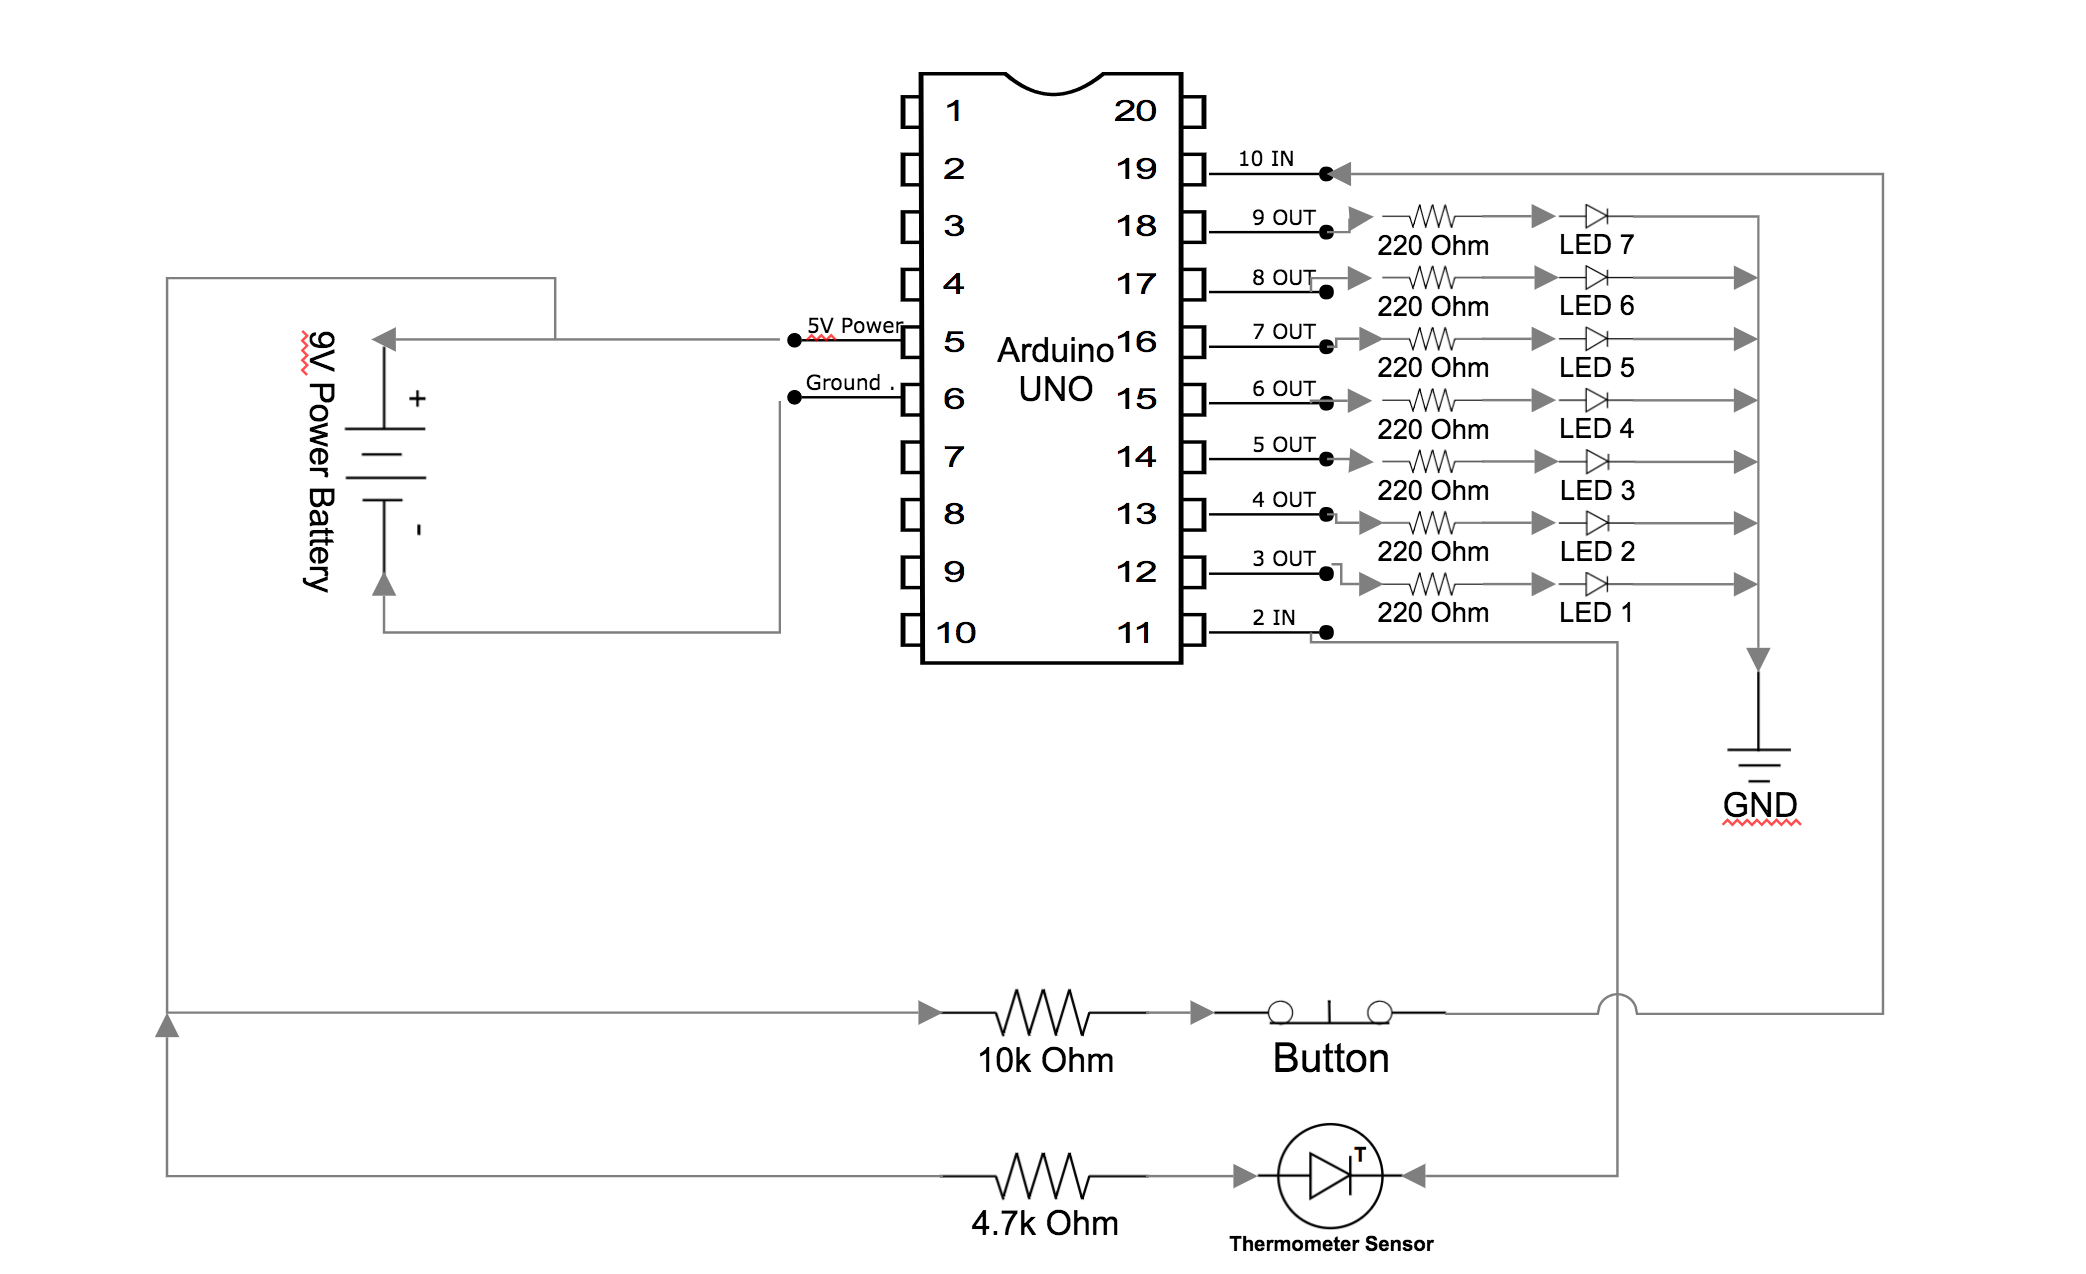 1
2
3
4
5
6
7
8
9
10
20
19
18
17
16
15
14
13
12
11
Arduino
UNO
5V Power
Ground .
9V Power Battery
+
-
10 IN
9 OUT
8 OUT
7 OUT
6 OUT
5 OUT
4 OUT
3 OUT
2 IN
220 Ohm
LED 7
220 Ohm
LED 6
220 Ohm
LED 5
220 Ohm
LED 4
220 Ohm
LED 3
220 Ohm
LED 2
220 Ohm
LED 1
GND
10k Ohm
Button
4.7k Ohm
T
Thermometer Sensor